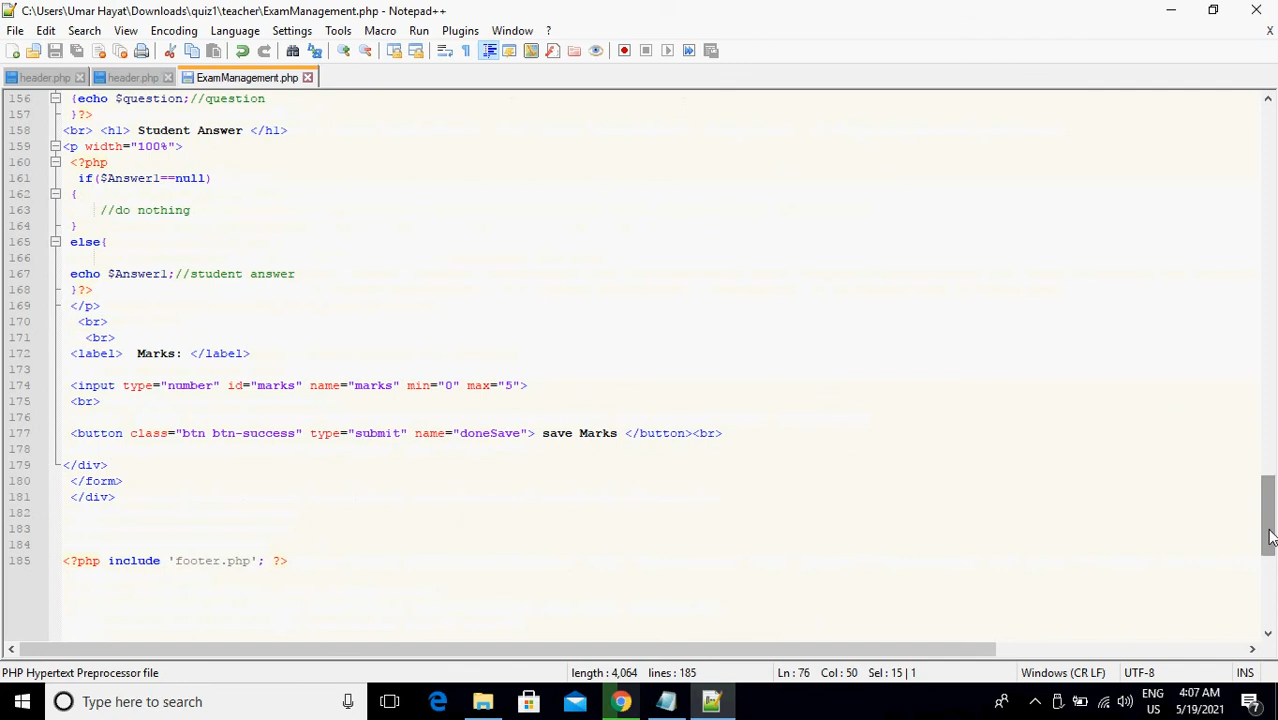 C:\Users\Umar Hayat\Downloads\quiz1\teacher\ExamManagement.php - Notepad++
File Edit Search View Encoding Language Settings Tools Macro Run Plugins Window ?
X
header.php header.php ExamManagement.php
156 {echo $question;//question
157 }?>
158 <br> <h1> Student Answer </h1>
159 <p width="100%">
160 <?php
161 if($Answer1==null)
162 {
163 //do nothing
164 }
165 else{
166
167 echo $Answer1;//student answer
168 }?>
169 </p>
170 <br>
171 <br>
172 <label> Marks: </label>
173
174 <input type="number" id="marks" name="marks" min="0" max="5">
175 <br>
176
177 <button class="btn btn-success" type="submit" name="doneSave"> save Marks </button><br>
178
179 </div>
180 </form>
181 </div>
182
183
184
185 <?php include 'footer.php'; ?>
PHP Hypertext Preprocessor file length : 4,064 lines : 185 Ln : 76 Col : 50 Sel : 15 | 1 Windows (CR LF) UTF-8 INS
Type here to search
ENG
US
4:07 AM
5/19/2021
7